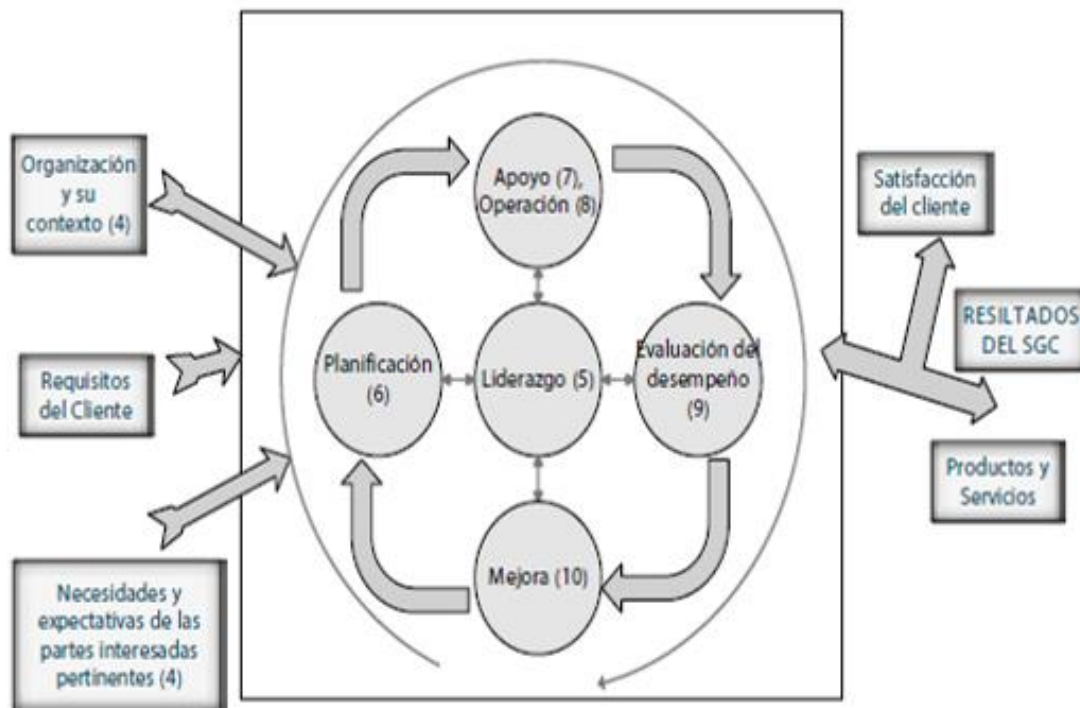 Organización
y su
contexto (4)
Requisitos
del Cliente
Necesidades y
expectativas de las
partes interesadas
pertinentes (4)
Apoyo (7),
Operación (8)
Planificación
(6)
Liderazgo (5)
Evaluación del
desempeño
(9)
Mejora (10)
Satisfacción
del cliente
RESILTADOS
DEL SGC
Productos y
Servicios